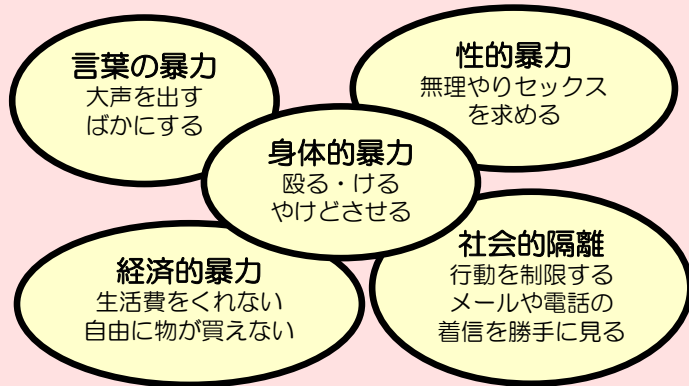 言葉の暴力
大声を出す
ばかにする
性的暴力
無理やりセックス
を求める
身体的暴力
殴る・ける
やけどさせる
経済的暴力
生活費をくれない
自由に物が買えない
社会的隔離
行動を制限する
メールや電話の
着信を勝手に見る